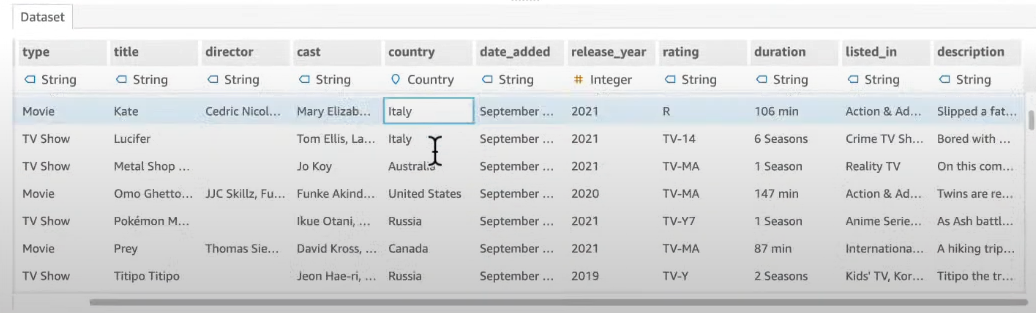 Dataset
type title director cast country date_added release_year rating duration listed_in description
String String String String Country String # Integer String String String String
Movie Kate Cedric Nicol... Mary Elizab... Italy September ... 2021 R 106 min Action & Ad... Slipped a fat...
TV Show Lucifer Tom Ellis, La... Italy September ... 2021 TV-14 6 Seasons Crime TV Sh... Bored with ...
TV Show Metal Shop ... Jo Koy Australia September ... 2021 TV-MA 1 Season Reality TV On this com...
Movie Omo Ghetto... JJC Skillz, Fu... Funke Akind... United States September ... 2020 TV-MA 147 min Action & Ad... Twins are re...
TV Show Pokémon M... Ikue Otani, ... Russia September ... 2021 TV-Y7 1 Season Anime Serie... As Ash battl...
Movie Prey Thomas Sie... David Kross, ... Canada September ... 2021 TV-MA 87 min Internationa... A hiking trip...
TV Show Titipo Titipo Jeon Hae-ri, ... Russia September ... 2019 TV-Y 2 Seasons Kids' TV, Kor... Titipo the tr...